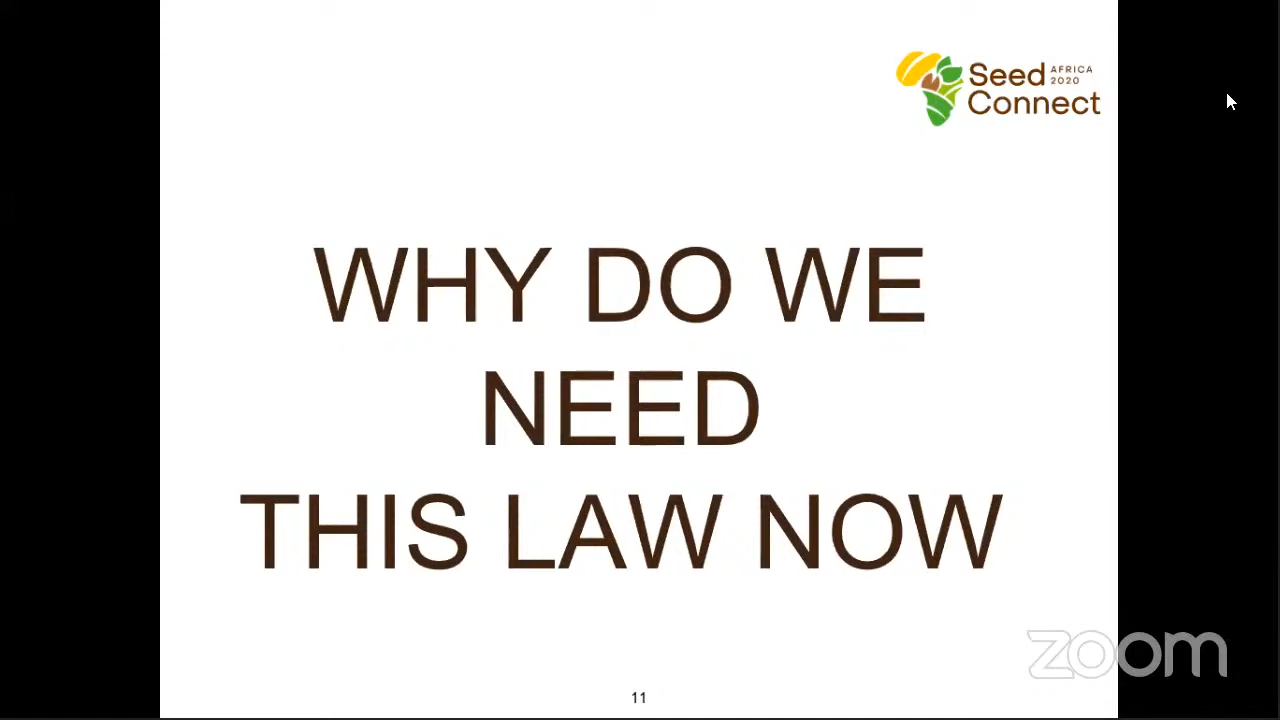 Seed AFRICA
2020
Connect
WHY DO WE
NEED
THIS LAW NOW
zoom
11